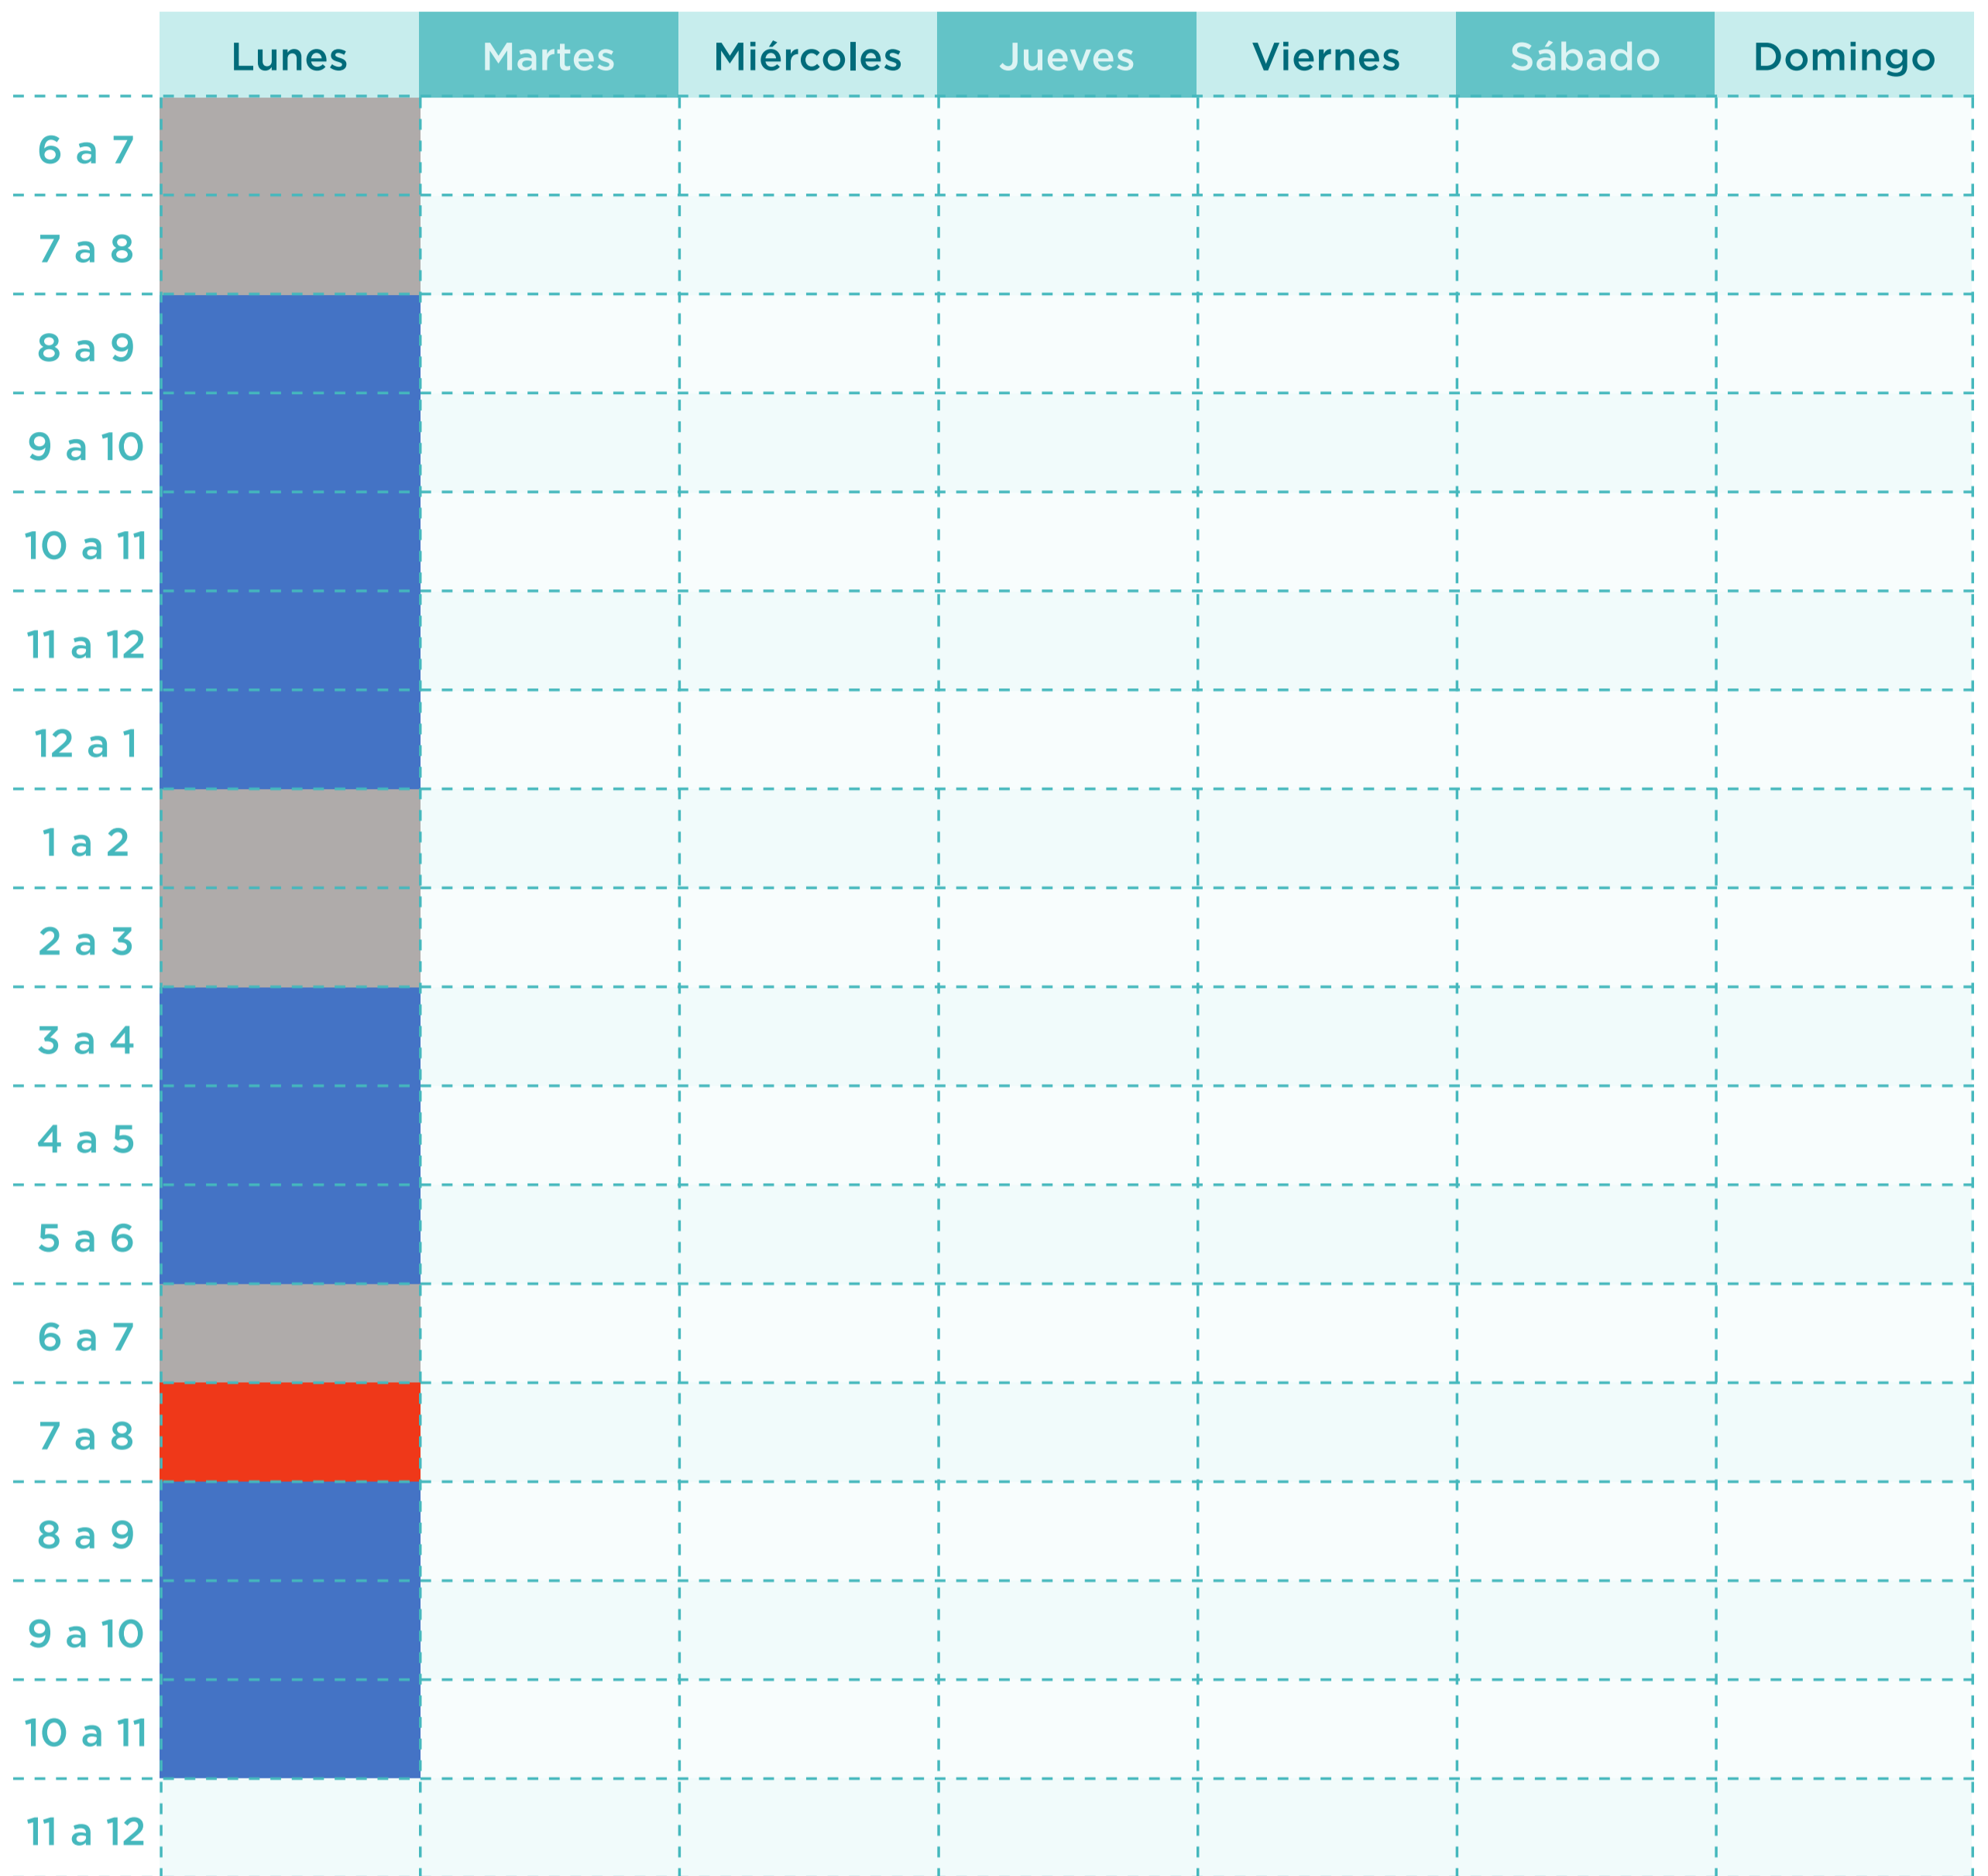 Lunes Martes Miércoles Jueves Viernes Sábado Domingo
6 a 7
7 a 8
8 a 9
9 a 10
10 a 11
11 a 12
12 a 1
1 a 2
2 a 3
3 a 4
4 a 5
5 a 6
6 a 7
7 a 8
8 a 9
9 a 10
10 a 11
11 a 12